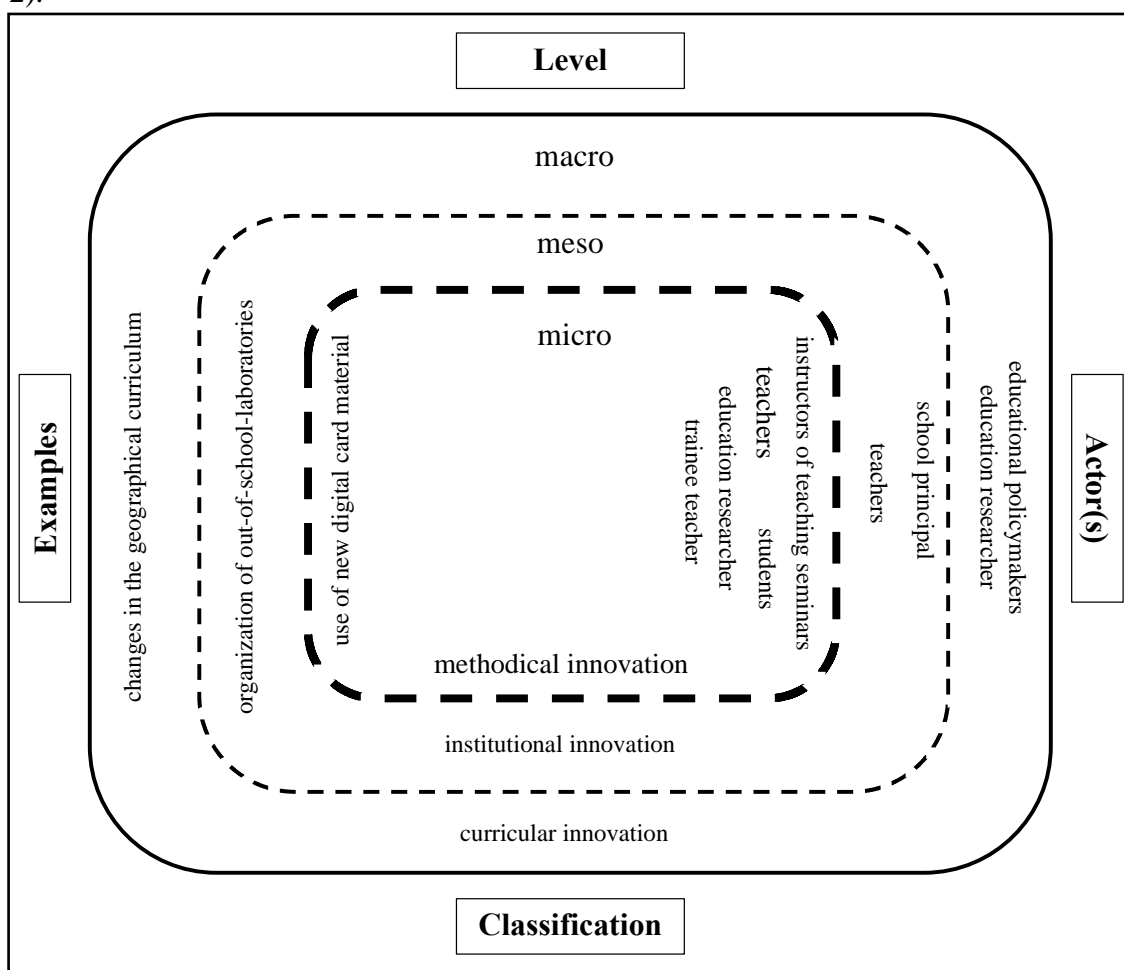 2).
Level
macro
meso
micro
Examples
changes in the geographical curriculum
organization of out-of-school-laboratories
use of new digital card material
trainee teacher
education researcher
teachers students
instructors of teaching seminars
teachers
school principal
education researcher
educational policymakers
Actor(s)
methodical innovation
institutional innovation
curricular innovation
Classification